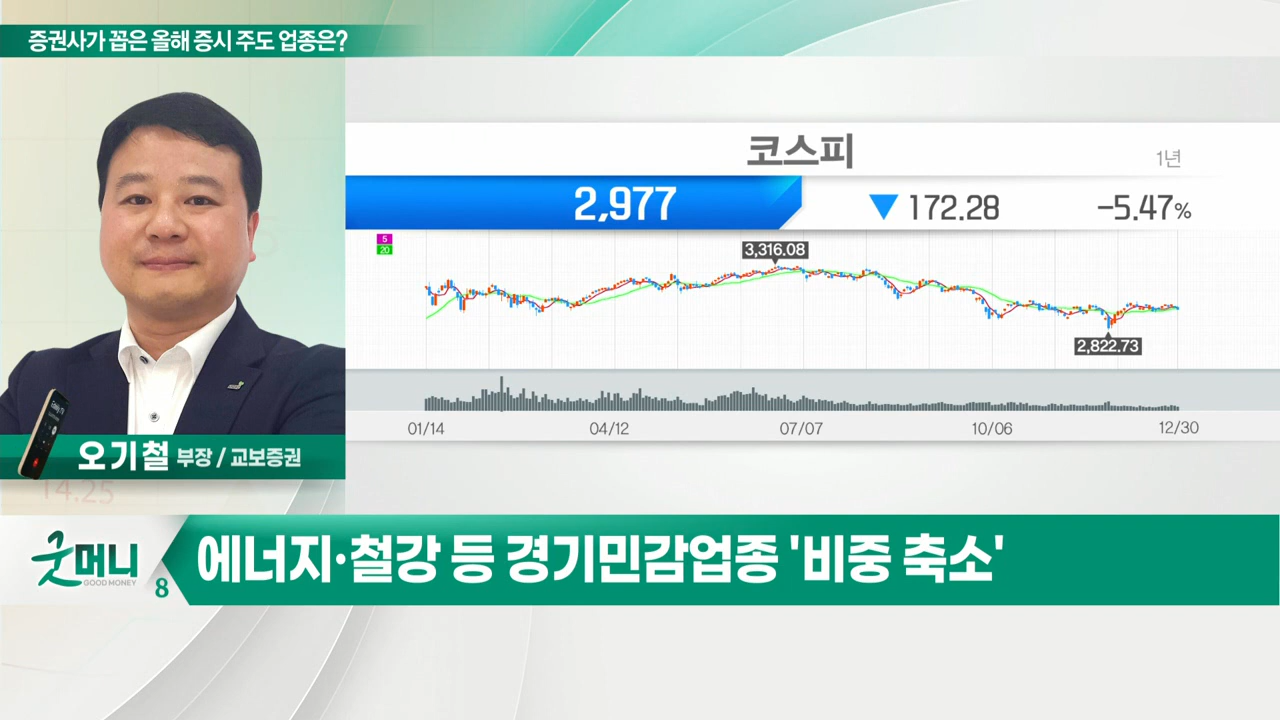 증권사가 꼽은 올해 증시 주도 업종은?
코스피
1년
2,977
▼172.28
-5.47%
5
20
3,316.08
2,822.73
01/14
04/12
07/07
10/06
12/30
오기철 부장 / 교보증권
14.25
굿머니
GOOD MONEY
8
에너지·철강 등 경기민감업종 '비중 축소'